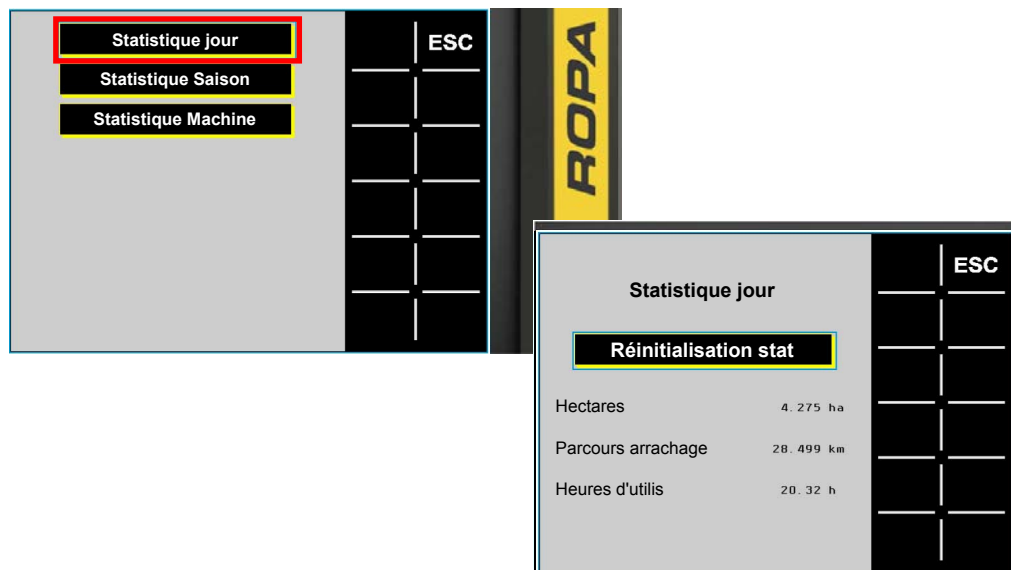 Statistique jour
ESC
Statistique Saison
Statistique Machine
ROPA
ESC
Statistique jour
Réinitialisation stat
Hectares 4.275 ha
Parcours arrachage 28.499 km
Heures d'utilis 20.32 h